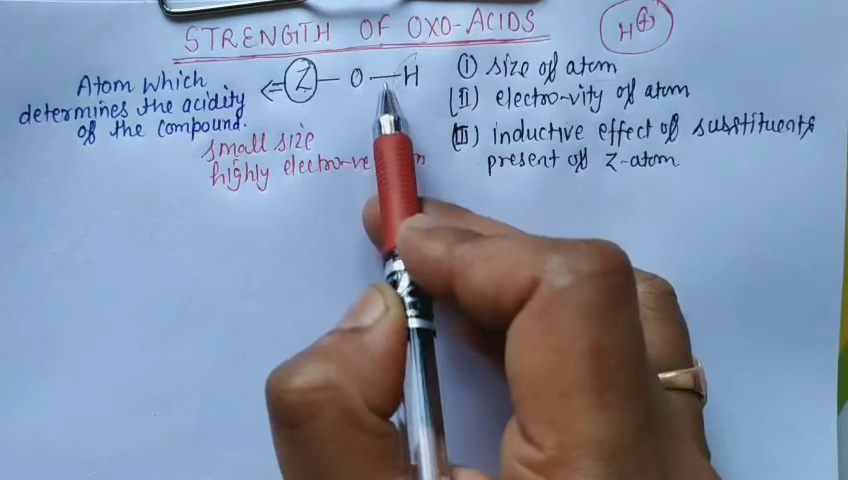 STRENGTH OF OXO-ACIDS
H⊕
Atom which
determines the acidity
of the compound.
⇐ Z — O — H
small size
highly electro-ve
(I) size of atom
(II) electro-vity of atom
(III) inductive effect of substituents
present of Z-atom